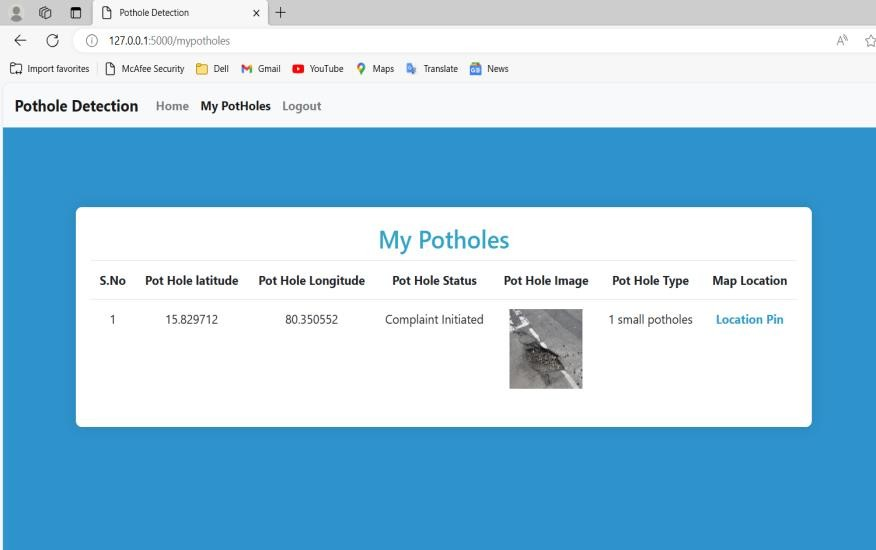 Pothole Detection
127.0.0.1:5000/mypotholes
Import favorites McAfee Security Dell Gmail YouTube Maps Translate News
Pothole Detection Home My PotHoles Logout
My Potholes
S.No Pot Hole latitude Pot Hole Longitude Pot Hole Status Pot Hole Image Pot Hole Type Map Location
1 15.829712 80.350552 Complaint Initiated 1 small potholes Location Pin